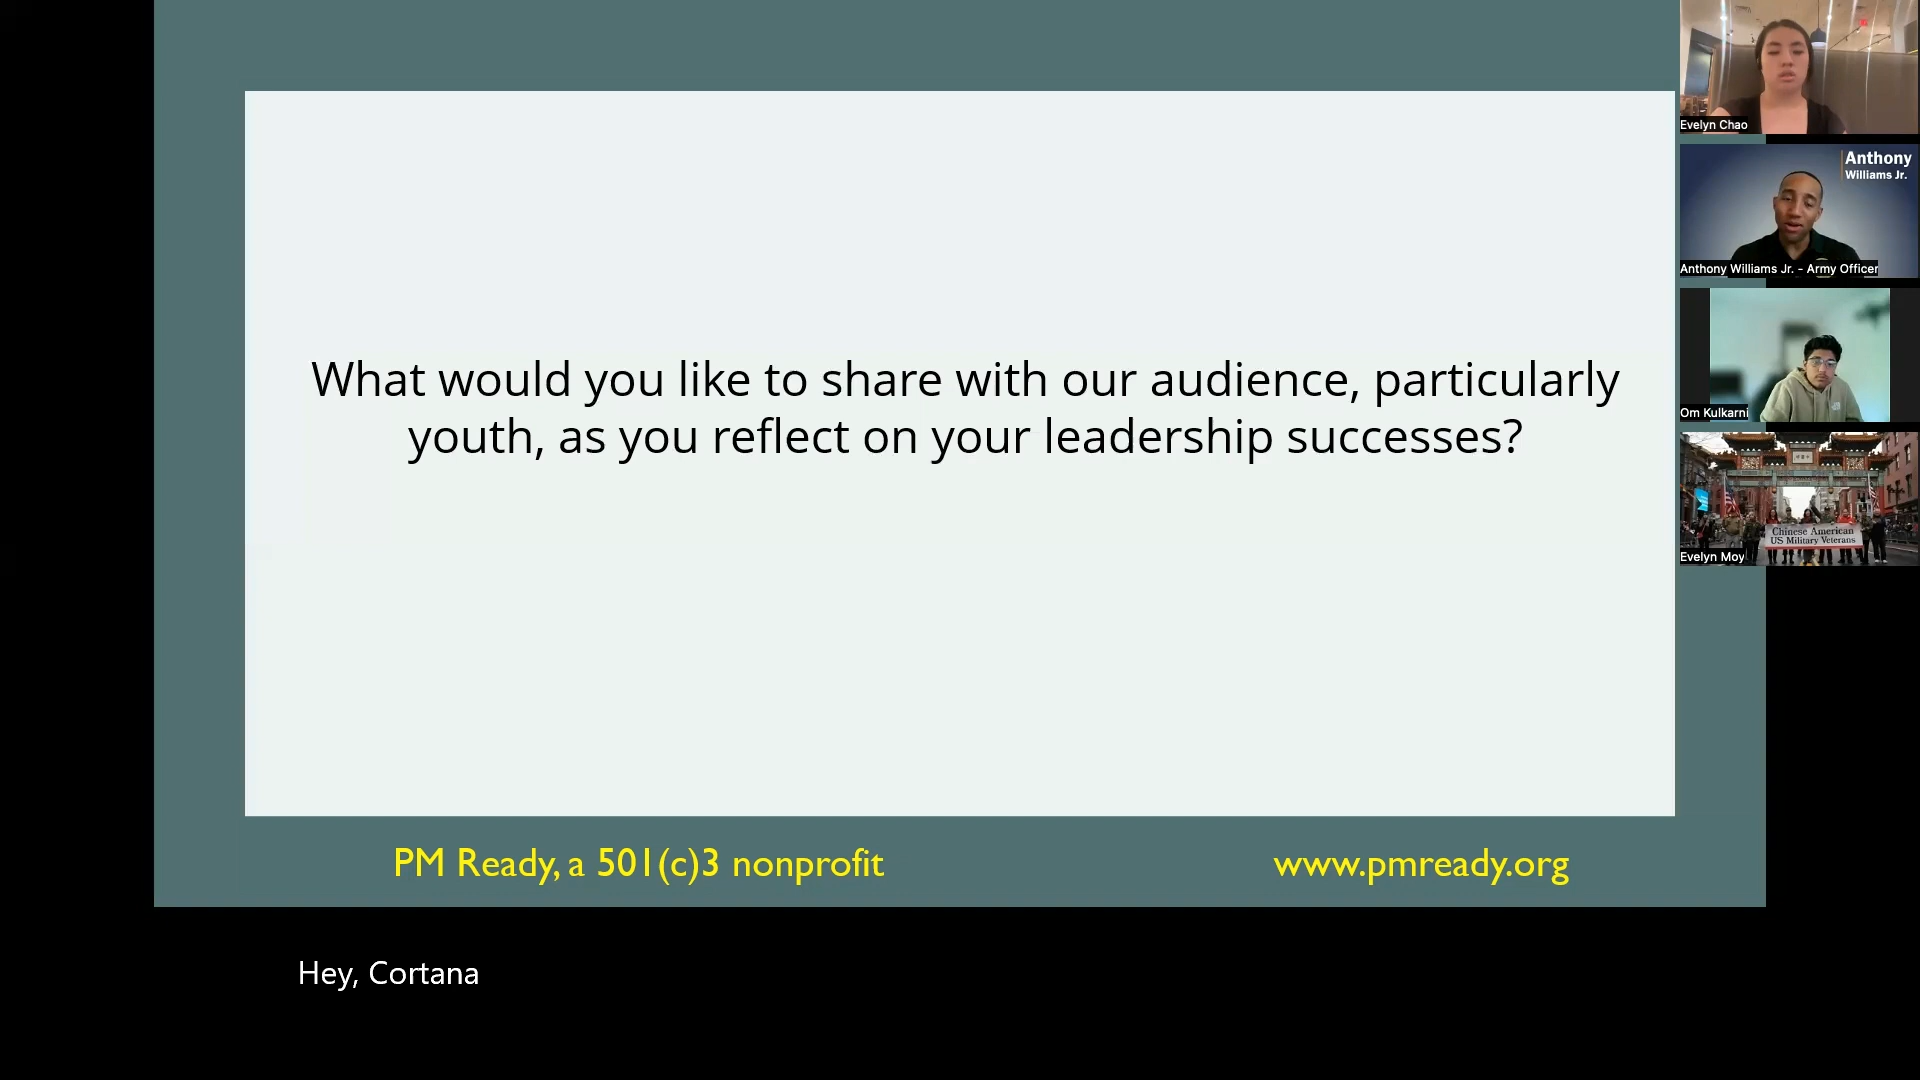 What would you like to share with our audience, particularly
youth, as you reflect on your leadership successes?
PM Ready, a 501(c)3 nonprofit
www.pmready.org
Hey, Cortana
Evelyn Chao
Anthony
Williams Jr.
Anthony Williams Jr. - Army Officer
Om Kulkarni
Chinese American
US Military Veterans
Evelyn Moy